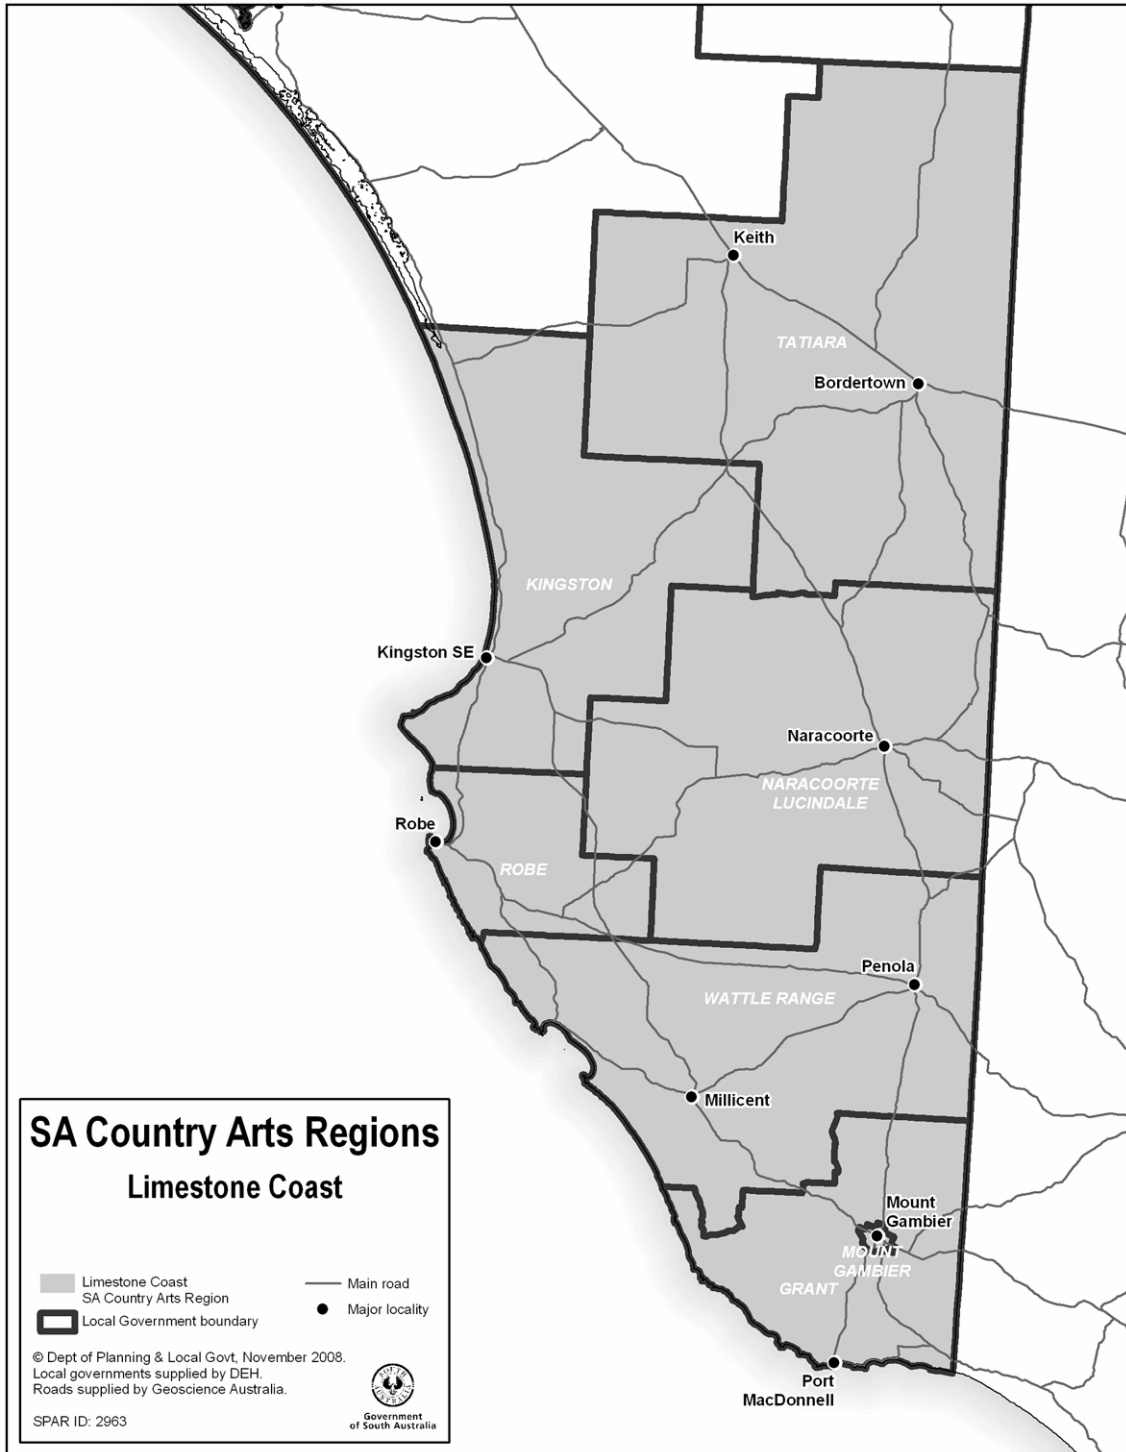 Keith
TATIARA
Bordertown
KINGSTON
Kingston SE
Naracoorte
NARACOORTE
LUCINDALE
Robe
ROBE
Penola
WATTLE RANGE
Millicent
Mount
Gambier
MOUNT
GAMBIER
GRANT
Port
MacDonnell
SA Country Arts Regions
Limestone Coast
Limestone Coast
SA Country Arts Region
Local Government boundary
Main road
Major locality
© Dept of Planning & Local Govt, November 2008.
Local governments supplied by DEH.
Roads supplied by Geoscience Australia.
SPAR ID: 2963
SOUTH
AUSTRALIA
Government
of South Australia